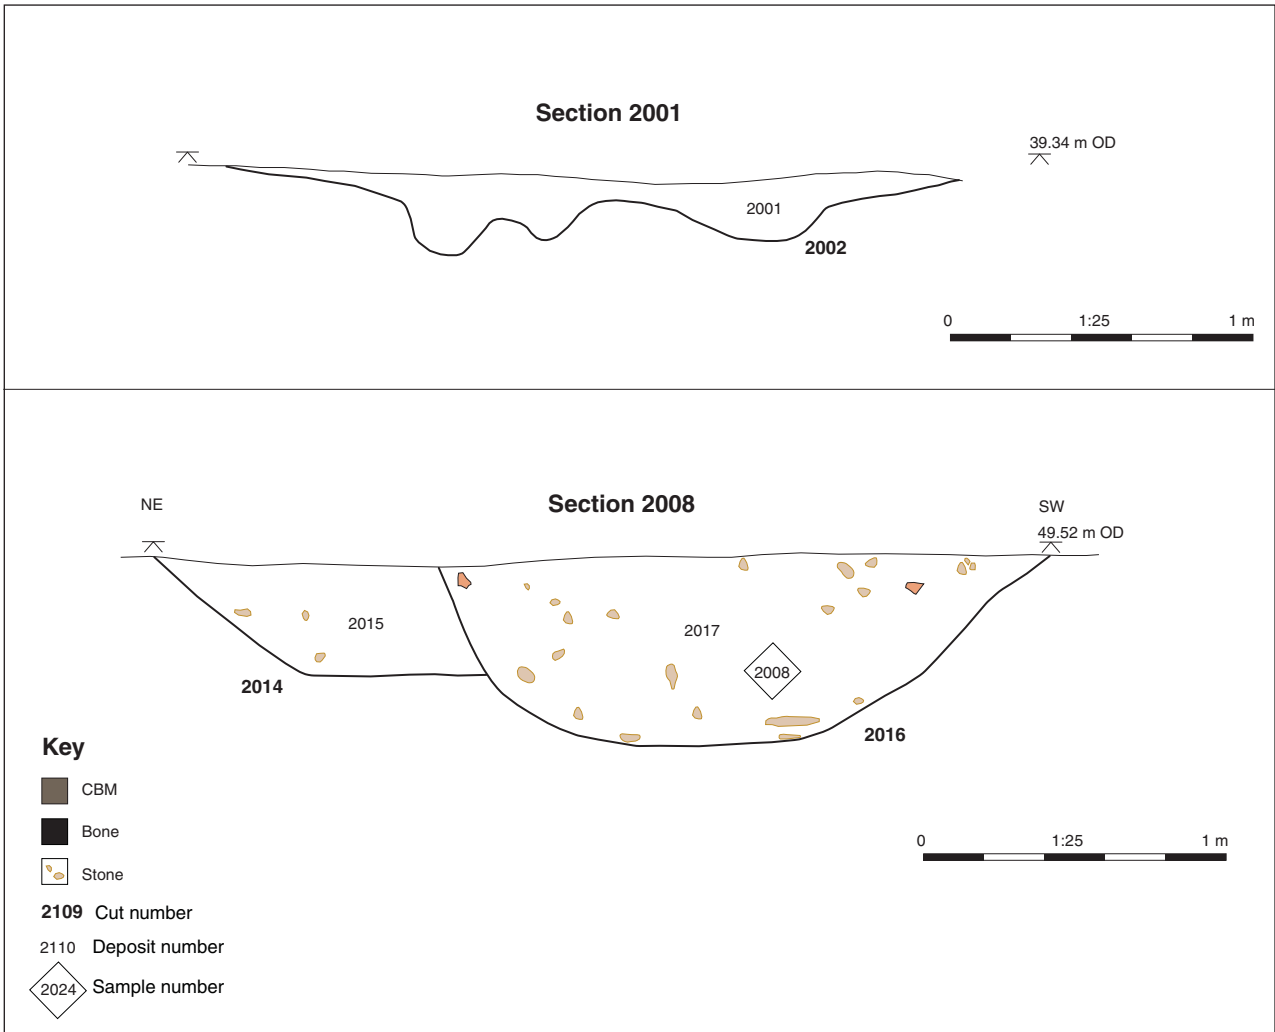 Section 2001
39.34 m OD
2001
2002
0 1:25 1 m
Section 2008
NE
SW
49.52 m OD
2015
2017
2008
2014
2016
Key
CBM
Bone
Stone
2109 Cut number
2110 Deposit number
2024 Sample number
0 1:25 1 m